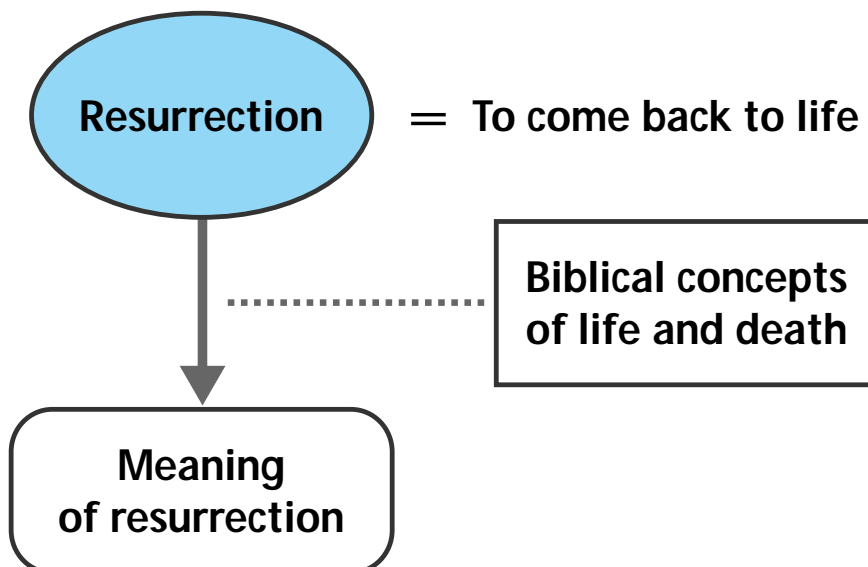 Resurrection = To come back to life
Biblical concepts
of life and death
Meaning
of resurrection